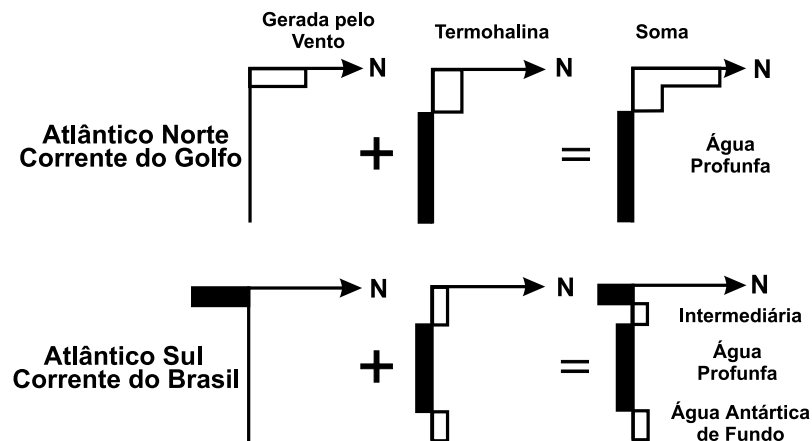 Gerada pelo
Vento
Termohalina
Soma
N
N
N
Atlântico Norte
Corrente do Golfo
+
=
Água
Profunfa
N
N
N
Intermediária
Atlântico Sul
Corrente do Brasil
+
=
Água
Profunfa
Água Antártica
de Fundo